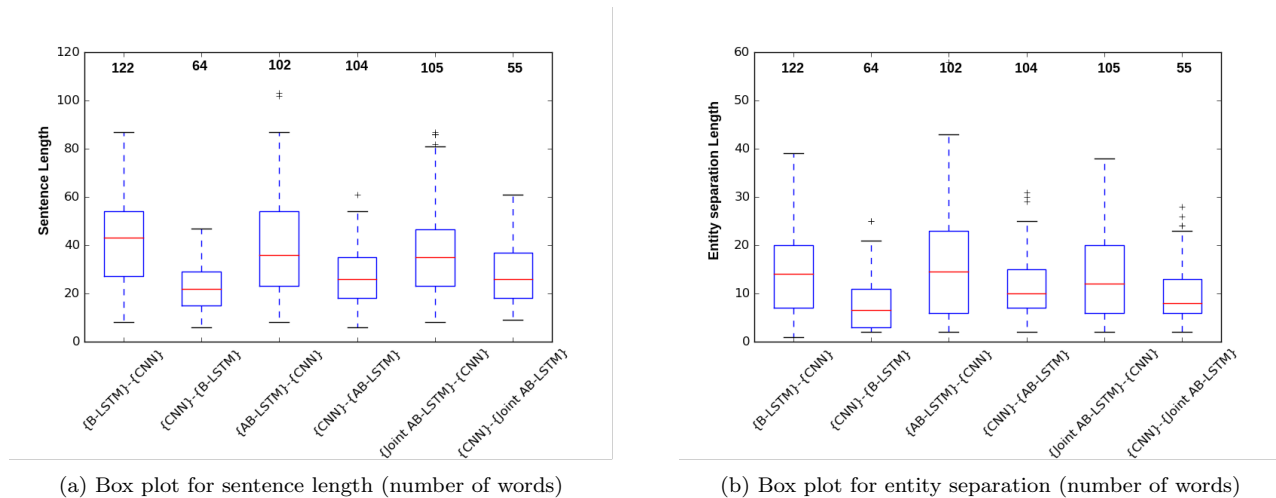 120
100
80
60
40
20
0
Sentence Length
122 64 102 104 105 55
{B-LSTM}-{CNN}
{CNN}--{B-LSTM}
{AB-LSTM}-{CNN}
{CNN}--{AB-LSTM}
{Joint AB-LSTM}-{CNN}
{CNN}--{Joint AB-LSTM}
(a) Box plot for sentence length (number of words)
60
50
40
30
20
10
0
Entity separation Length
122 64 102 104 105 55
{B-LSTM}--{CNN}
{CNN}--{B-LSTM}
{AB-LSTM}-{CNN}
{CNN}--{AB-LSTM}
{Joint AB-LSTM}-{CNN}
{CNN}--{Joint AB-LSTM}
(b) Box plot for entity separation (number of words)